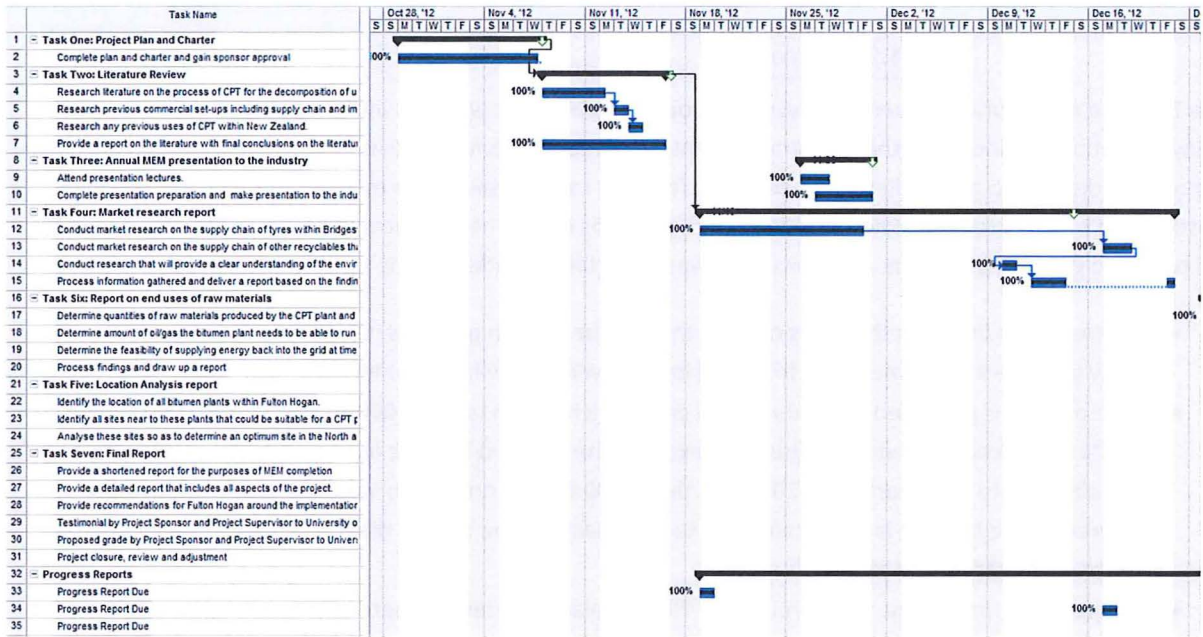 Task Name
Oct 28, '12 Nov 4, '12 Nov 11, '12 Nov 18, '12 Nov 25, '12 Dec 2, '12 Dec 9, '12 Dec 16, '12 D
S S M T W T F S S M T W T F S S M T W T F S S M T W T F S S M T W T F S S M T W T F S S M T W T F S S M T W T F S S
1 Task One: Project Plan and Charter
2 Complete plan and charter and gain sponsor approval 00%
3 Task Two: Literature Review
4 Research literature on the process of CPT for the decomposition of u 100%
5 Research previous commercial set-ups including supply chain and im 100%
6 Research any previous uses of CPT within New Zealand. 100%
7 Provide a report on the literature with final conclusions on the literatu 100%
8 Task Three: Annual MEM presentation to the industry
9 Attend presentation lectures. 100%
10 Complete presentation preparation and make presentation to the indu 100%
11 Task Four: Market research report
12 Conduct market research on the supply chain of tyres within Bridges 100%
13 Conduct market research on the supply chain of other recyclables tha 100%
14 Conduct research that will provide a clear understanding of the envir 100%
15 Process information gathered and deliver a report based on the findin 100%
16 Task Six: Report on end uses of raw materials
17 Determine quantities of raw materials produced by the CPT plant and 100%
18 Determine amount of oil/gas the bitumen plant needs to be able to run
19 Determine the feasibility of supplying energy back into the grid at time
20 Process findings and draw up a report
21 Task Five: Location Analysis report
22 Identify the location of all bitumen plants within Fulton Hogan.
23 Identify all sites near to these plants that could be suitable for a CPT p
24 Analyse these sites so as to determine an optimum site in the North a
25 Task Seven: Final Report
26 Provide a shortened report for the purposes of MEM completion
27 Provide a detailed report that includes all aspects of the project.
28 Provide recommendations for Fulton Hogan around the implementation
29 Testimonial by Project Sponsor and Project Supervisor to University o
30 Proposed grade by Project Sponsor and Project Supervisor to Univers
31 Project closure, review and adjustment
32 Progress Reports
33 Progress Report Due 100%
34 Progress Report Due 100%
35 Progress Report Due